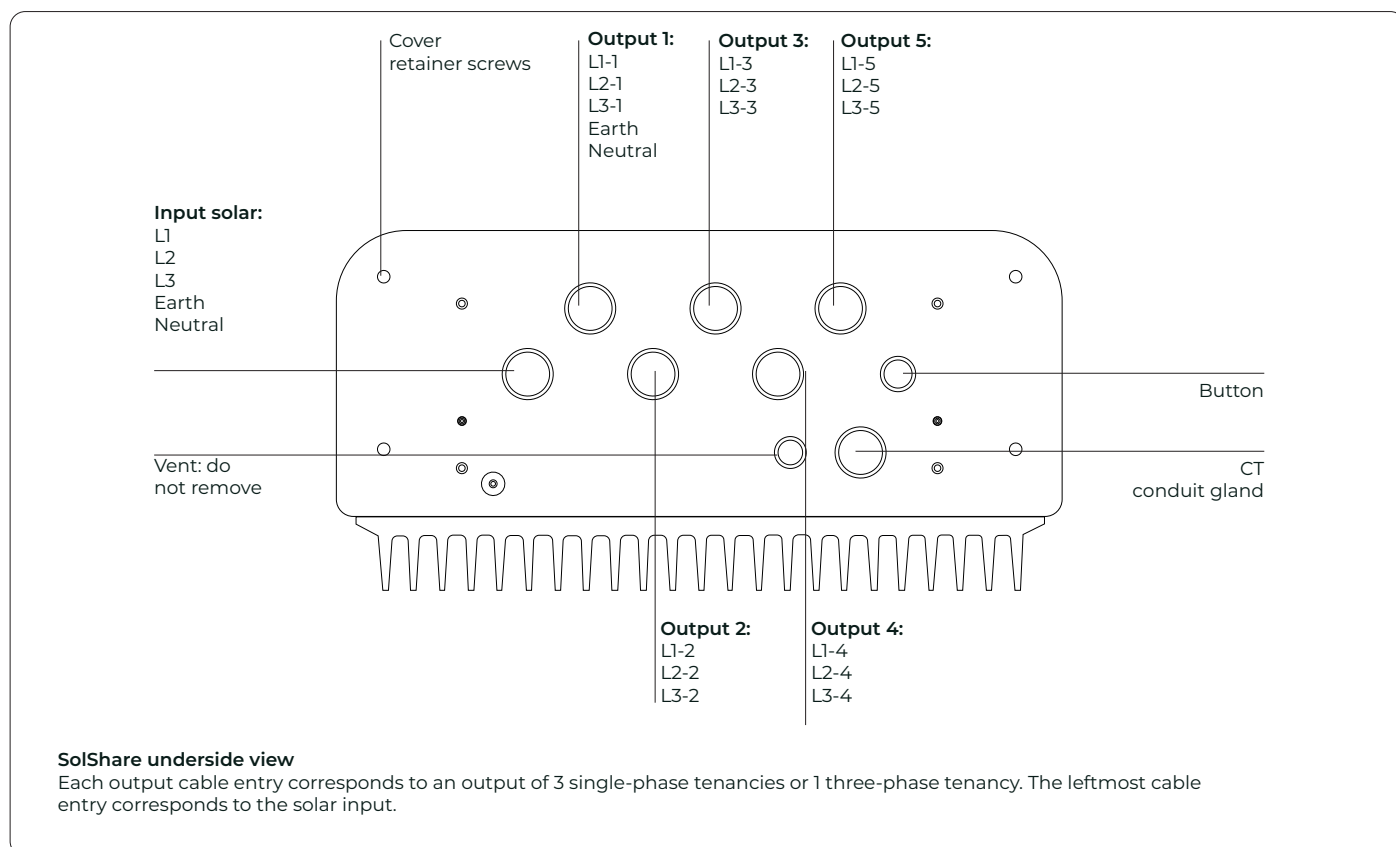 Cover
retainer screws
Output 1:
L1-1
L2-1
L3-1
Earth
Neutral
Output 3:
L1-3
L2-3
L3-3
Output 5:
L1-5
L2-5
L3-5
Input solar:
L1
L2
L3
Earth
Neutral
Button
Vent: do
not remove
CT
conduit gland
Output 2:
L1-2
L2-2
L3-2
Output 4:
L1-4
L2-4
L3-4
SolShare underside view
Each output cable entry corresponds to an output of 3 single-phase tenancies or 1 three-phase tenancy. The leftmost cable
entry corresponds to the solar input.